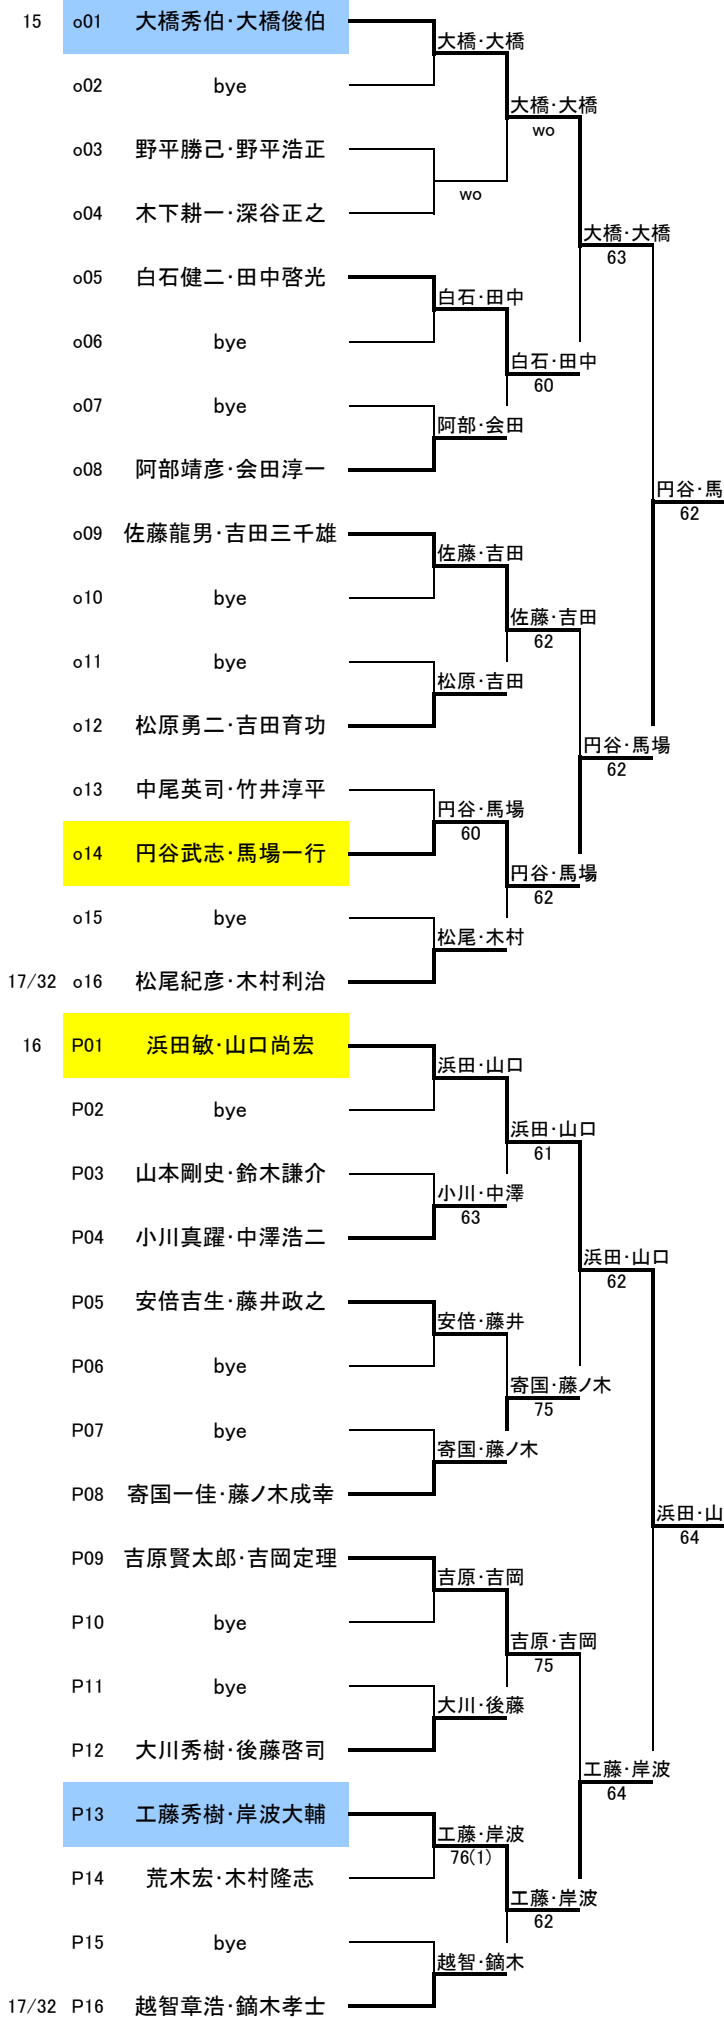 15 o01 大橋秀伯・大橋俊伯
大橋・大橋
o02 bye
大橋・大橋
wo
o03 野平勝己・野平浩正
wo
o04 木下耕一・深谷正之
大橋・大橋
63
o05 白石健二・田中啓光
白石・田中
o06 bye
白石・田中
60
o07 bye
阿部・会田
o08 阿部靖彦・会田淳一
円谷・馬
62
o09 佐藤龍男・吉田三千雄
佐藤・吉田
o10 bye
佐藤・吉田
62
o11 bye
松原・吉田
o12 松原勇二・吉田育功
円谷・馬場
62
o13 中尾英司・竹井淳平
円谷・馬場
60
o14 円谷武志・馬場一行
円谷・馬場
62
o15 bye
松尾・木村
17/32 o16 松尾紀彦・木村利治
16 P01 浜田敏・山口尚宏
浜田・山口
P02 bye
浜田・山口
61
P03 山本剛史・鈴木謙介
小川・中澤
63
P04 小川真躍・中澤浩二
浜田・山口
62
P05 安倍吉生・藤井政之
安倍・藤井
P06 bye
寄国・藤ノ木
75
P07 bye
寄国・藤ノ木
P08 寄国一佳・藤ノ木成幸
浜田・山
64
P09 吉原賢太郎・吉岡定理
吉原・吉岡
P10 bye
吉原・吉岡
75
P11 bye
大川・後藤
P12 大川秀樹・後藤啓司
工藤・岸波
64
P13 工藤秀樹・岸波大輔
工藤・岸波
76(1)
P14 荒木宏・木村隆志
工藤・岸波
62
P15 bye
越智・鏑木
17/32 P16 越智章浩・鏑木孝士